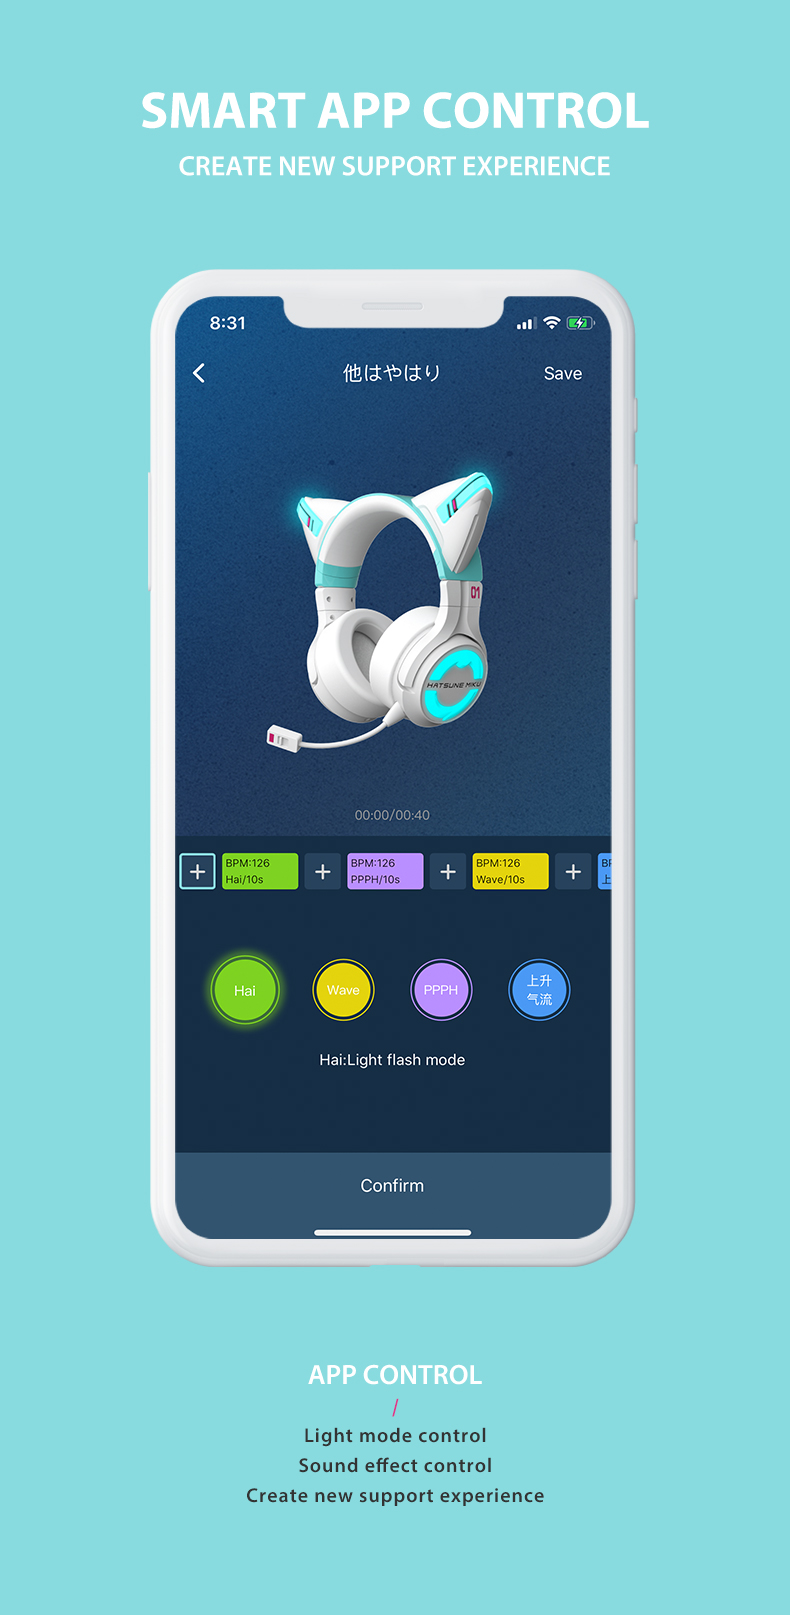 SMART APP CONTROL
CREATE NEW SUPPORT EXPERIENCE
8:31
他はやはり
Save
01
HATSUNE MIKU
00:00/00:40
+
BPM:126
Hai/10s
+
BPM:126
PPPH/10s
+
BPM:126
Wave/10s
+
Hai
Wave
PPPH
上升
气流
Hai:Light flash mode
Confirm
APP CONTROL
/
Light mode control
Sound effect control
Create new support experience